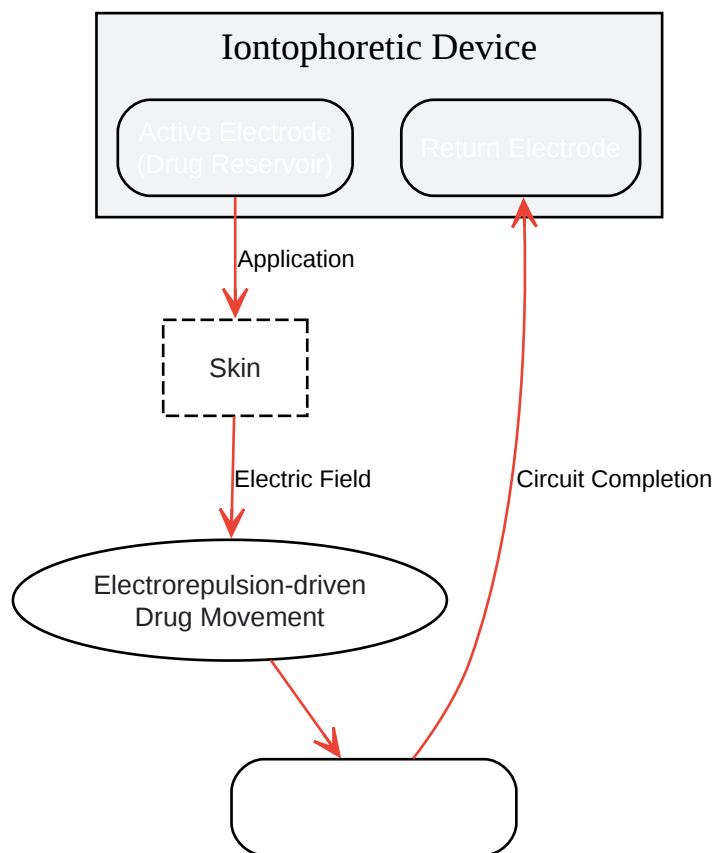 Iontophoretic Device
Active Electrode
(Drug Reservoir)
Return Electrode
Application
Skin
Electric Field
Circuit Completion
Electrorepulsion-driven
Drug Movement